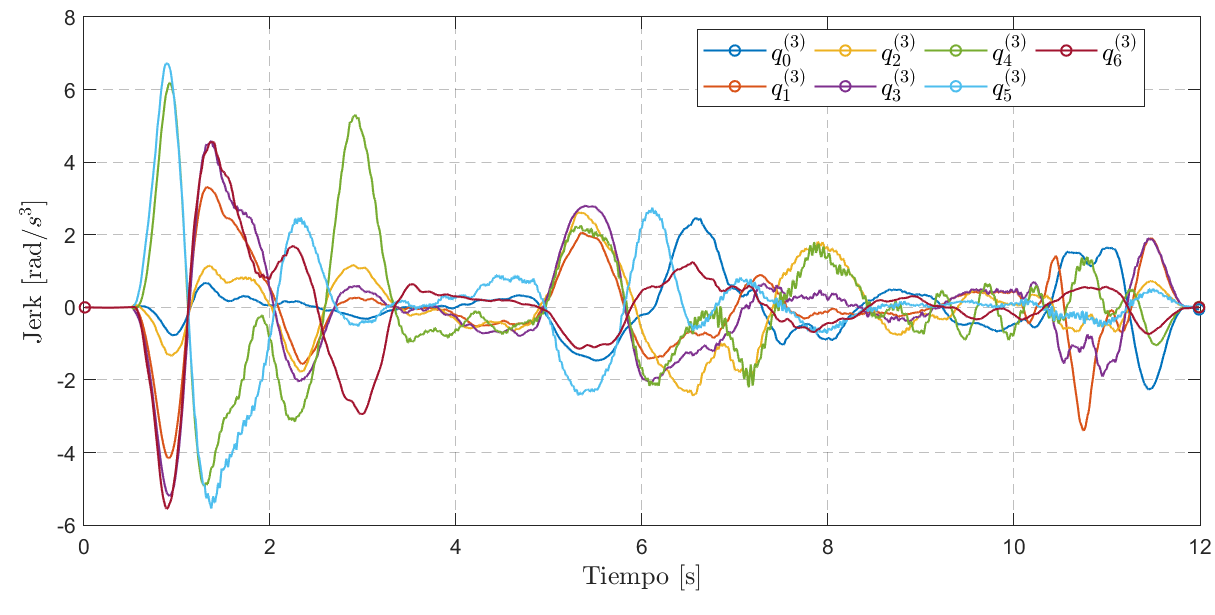 8
6
4
2
0
-2
-4
-6
Jerk [rad/s³]
q₀⁽³⁾ q₂⁽³⁾ q₄⁽³⁾ q₆⁽³⁾
q₁⁽³⁾ q₃⁽³⁾ q₅⁽³⁾
0 2 4 6 8 10 12
Tiempo [s]